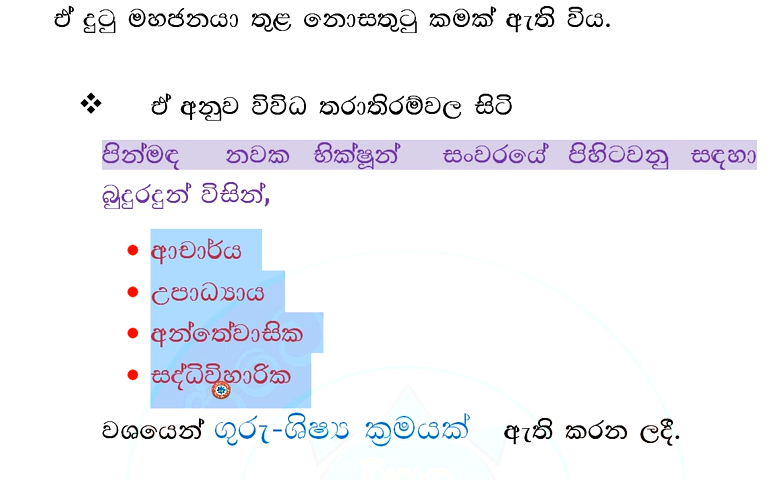 ඒ දුටු මහජනයා තුළ නොසතුටු කමක් ඇති විය.
❖ ඒ අනුව විවිධ තරාතිරම්වල සිටි
පින්මඳ නවක භික්ෂූන් සංවරයේ පිහිටවනු සඳහා
බුදුරදුන් විසින්,
• ආචාර්ය
• උපාධ්‍යාය
• අන්තේවාසික
• සද්ධිවිහාරික
වශයෙන් ගුරු-ශිෂ්‍ය ක්‍රමයක් ඇති කරන ලදී.